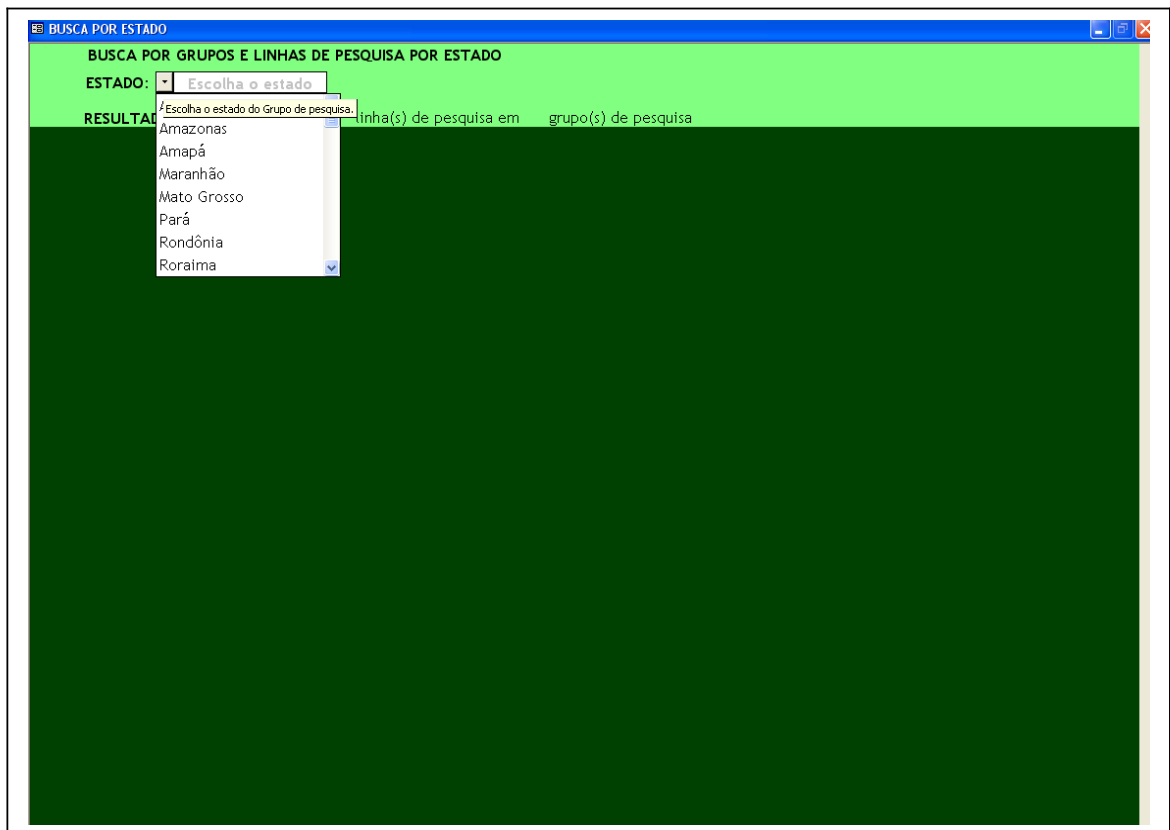 BUSCA POR ESTADO
BUSCA POR GRUPOS E LINHAS DE PESQUISA POR ESTADO
ESTADO: Escolha o estado
Escolha o estado do Grupo de pesquisa.
RESULTAD linha(s) de pesquisa em grupo(s) de pesquisa
Amazonas
Amapá
Maranhão
Mato Grosso
Pará
Rondônia
Roraima